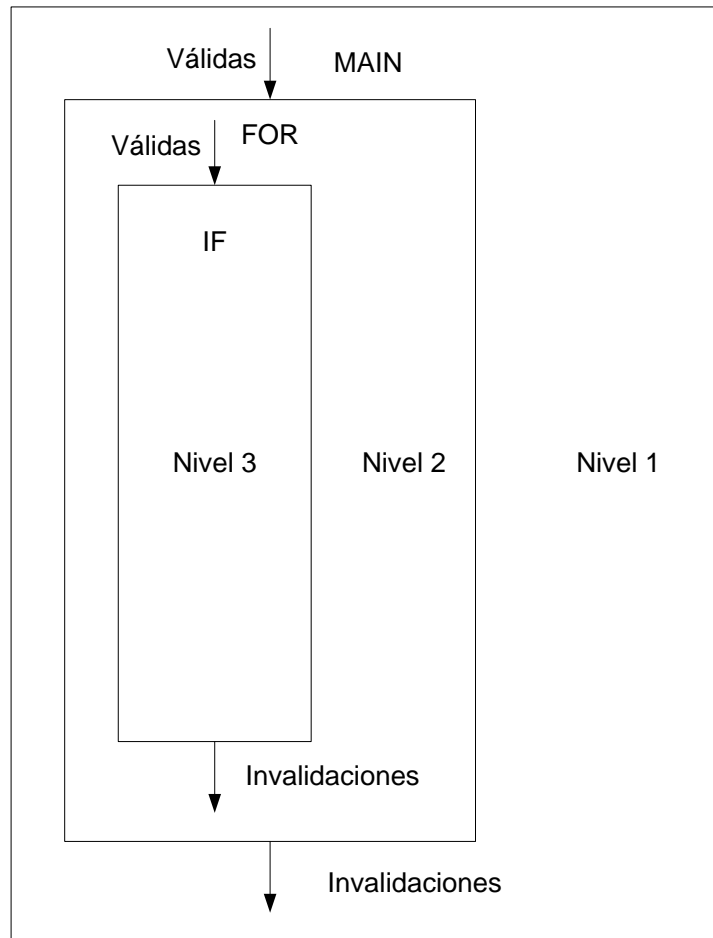 Válidas
MAIN
FOR
Válidas
IF
Nivel 3
Nivel 2
Nivel 1
Invalidaciones
Invalidaciones